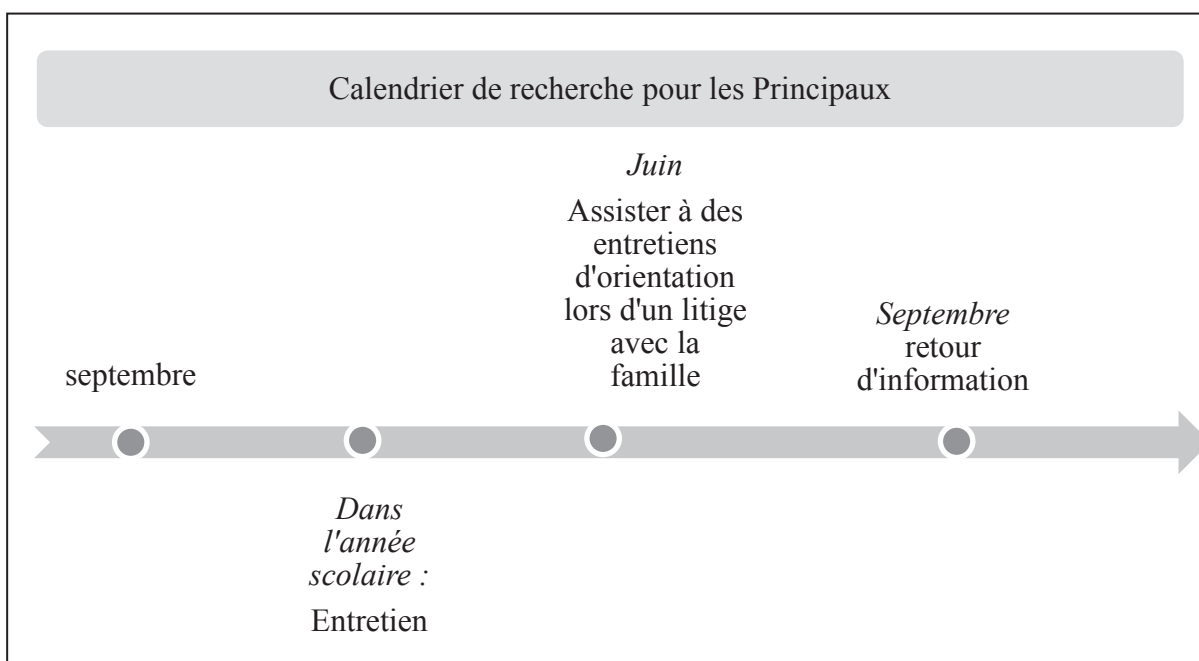 Calendrier de recherche pour les Principaux
septembre
Dans
l'année
scolaire :
Entretien
Juin
Assister à des
entretiens
d'orientation
lors d'un litige
avec la
famille
Septembre
retour
d'information